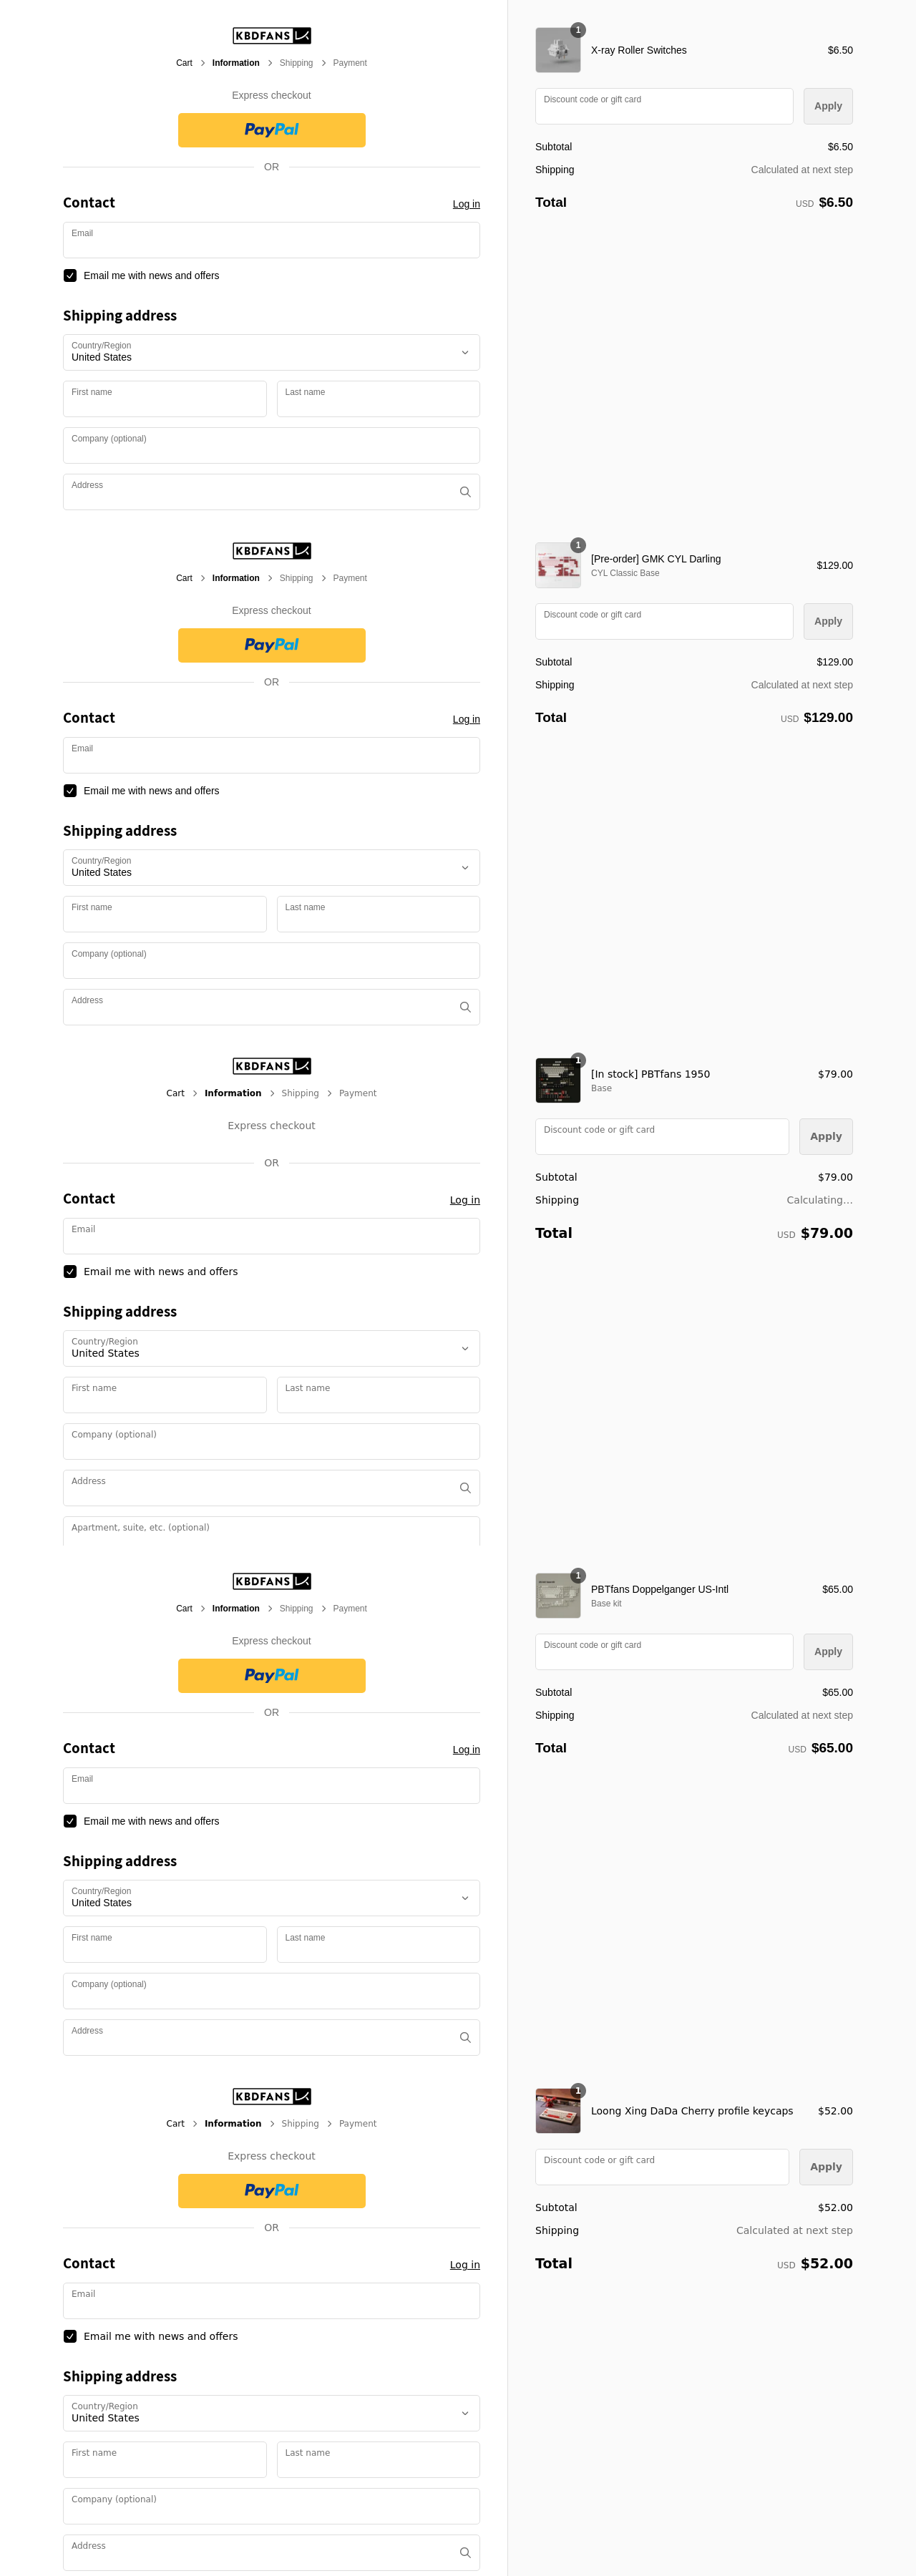 KBDFANS
Cart > Information > Shipping > Payment
Express checkout
PayPal
OR
Contact Log in
Email
Email me with news and offers
Shipping address
Country/Region
United States
First name Last name
Company (optional)
Address
1
X-ray Roller Switches $6.50
Discount code or gift card Apply
Subtotal $6.50
Shipping Calculated at next step
Total USD $6.50
KBDFANS
Cart > Information > Shipping > Payment
Express checkout
PayPal
OR
Contact Log in
Email
Email me with news and offers
Shipping address
Country/Region
United States
First name Last name
Company (optional)
Address
1
[Pre-order] GMK CYL Darling $129.00
CYL Classic Base
Discount code or gift card Apply
Subtotal $129.00
Shipping Calculated at next step
Total USD $129.00
KBDFANS
Cart > Information > Shipping > Payment
Express checkout
OR
Contact Log in
Email
Email me with news and offers
Shipping address
Country/Region
United States
First name Last name
Company (optional)
Address
Apartment, suite, etc. (optional)
1
[In stock] PBTfans 1950 $79.00
Base
Discount code or gift card Apply
Subtotal $79.00
Shipping Calculating...
Total USD $79.00
KBDFANS
Cart > Information > Shipping > Payment
Express checkout
PayPal
OR
Contact Log in
Email
Email me with news and offers
Shipping address
Country/Region
United States
First name Last name
Company (optional)
Address
1
PBTfans Doppelganger US-Intl $65.00
Base kit
Discount code or gift card Apply
Subtotal $65.00
Shipping Calculated at next step
Total USD $65.00
KBDFANS
Cart > Information > Shipping > Payment
Express checkout
PayPal
OR
Contact Log in
Email
Email me with news and offers
Shipping address
Country/Region
United States
First name Last name
Company (optional)
Address
1
Loong Xing DaDa Cherry profile keycaps $52.00
Discount code or gift card Apply
Subtotal $52.00
Shipping Calculated at next step
Total USD $52.00